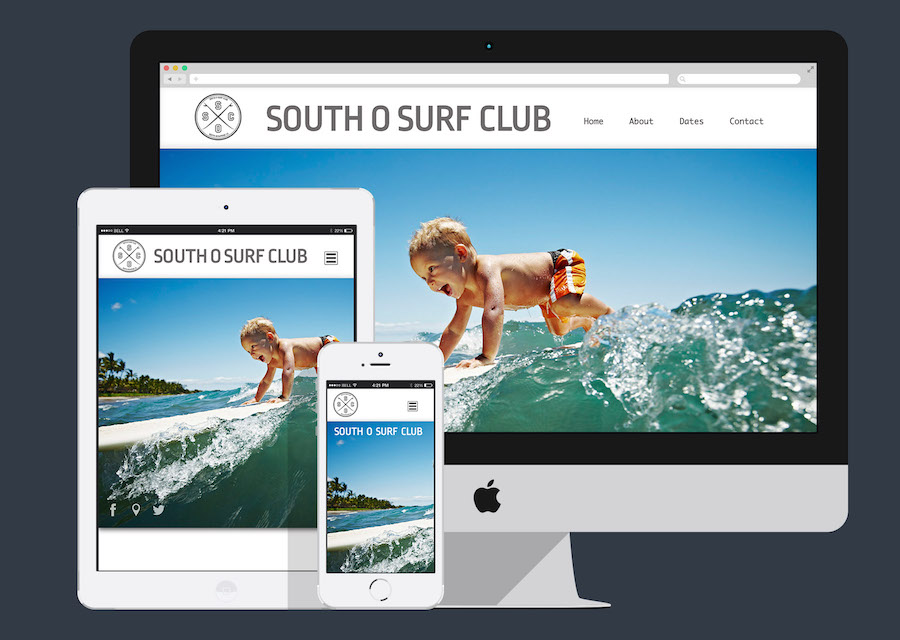 S
S C
O
SOUTH O SURF CLUB
Home About Dates Contact
BELL 4:21 PM 22%
S
S C
O
SOUTH O SURF CLUB
BELL 4:21 PM 22%
S
S C
O
SOUTH O SURF CLUB